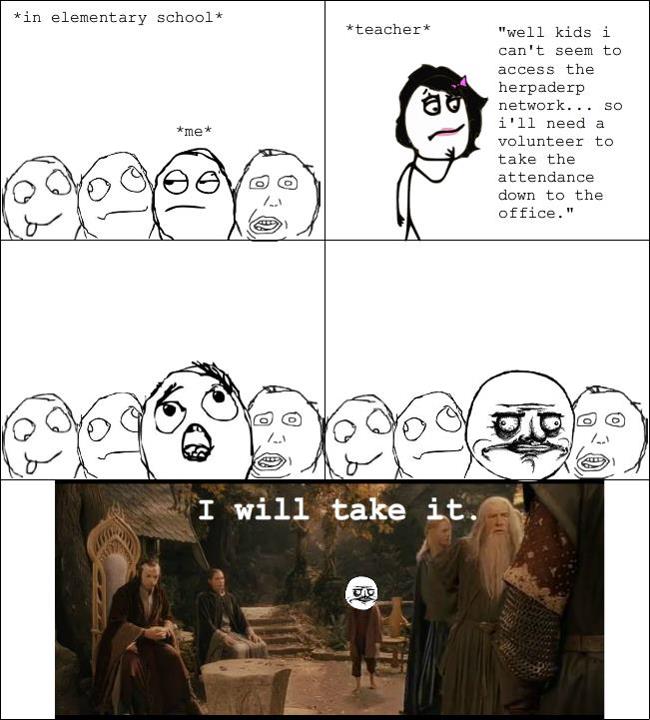 *in elementary school*
*me*
*teacher*
"well kids i
can't seem to
access the
herpaderp
network... so
i'll need a
volunteer to
take the
attendance
down to the
office."
I will take it.